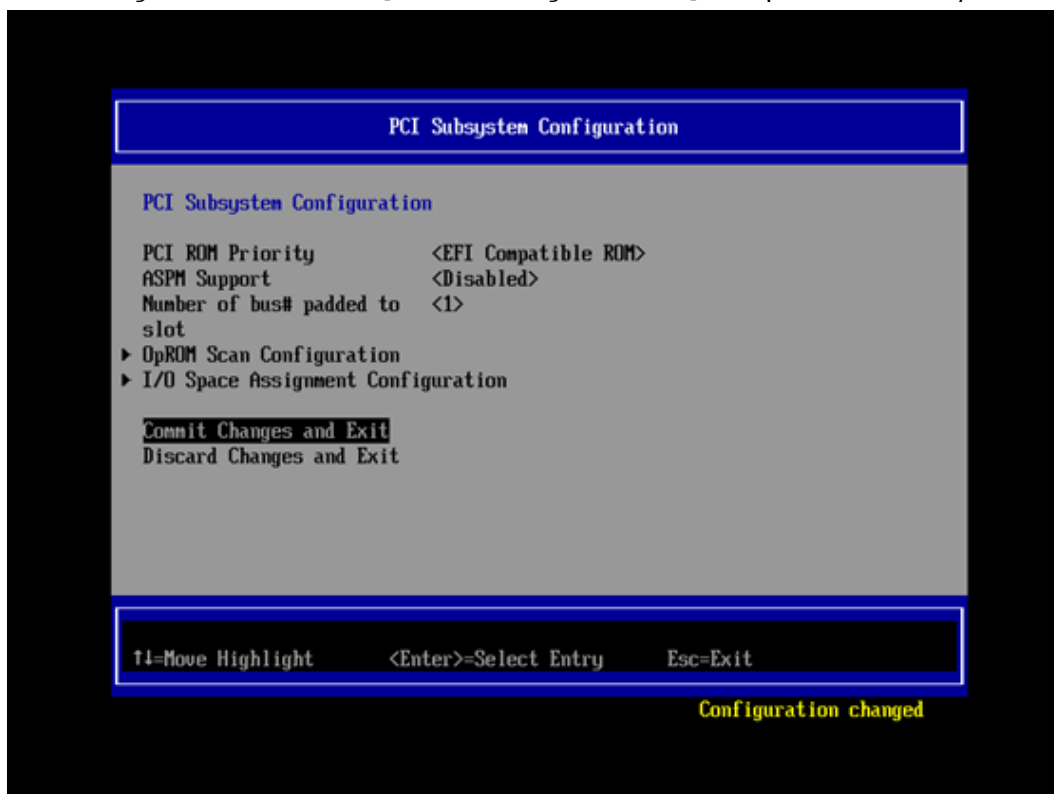 PCI Subsystem Configuration
PCI Subsystem Configuration
PCI ROM Priority <EFI Compatible ROM>
ASPM Support <Disabled>
Number of bus# padded to <1>
slot
▶ OpROM Scan Configuration
▶ I/O Space Assignment Configuration
Commit Changes and Exit
Discard Changes and Exit
↑↓=Move Highlight <Enter>=Select Entry Esc=Exit
Configuration changed